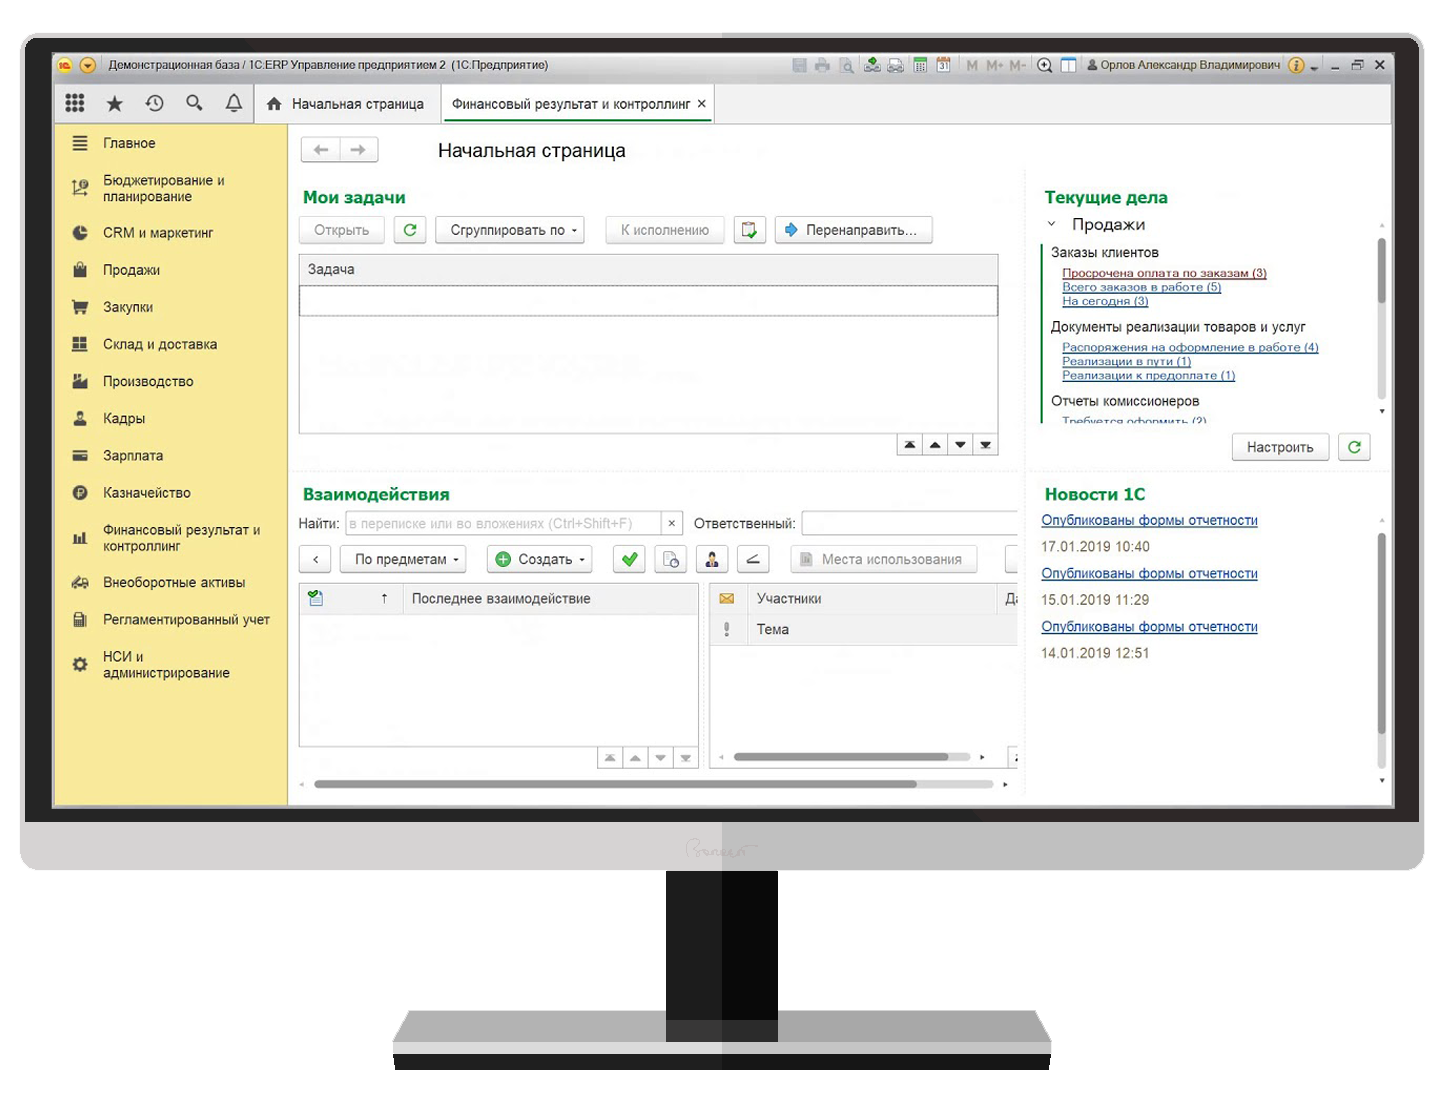 Демонстрационная база / 1С:ERP Управление предприятием 2 (1С:Предприятие)
M M+ M-
Орлов Александр Владимирович
Начальная страница
Финансовый результат и контроллинг ×
Главное
Бюджетирование и
планирование
CRM и маркетинг
Продажи
Закупки
Склад и доставка
Производство
Кадры
Зарплата
Казначейство
Финансовый результат и
контроллинг
Внеоборотные активы
Регламентированный учет
НСИ и
администрирование
Начальная страница
Мои задачи
Открыть
Сгруппировать по
К исполнению
Перенаправить...
Задача
Взаимодействия
Найти:
в переписке или во вложениях (Ctrl+Shift+F)
×
Ответственный:
По предметам
Создать
Места использования
Последнее взаимодействие
Участники
Тема
Текущие дела
Продажи
Заказы клиентов
Просрочена оплата по заказам (3)
Всего заказов в работе (5)
На сегодня (3)
Документы реализации товаров и услуг
Распоряжения на оформление в работе (4)
Реализации в пути (1)
Реализации к предоплате (1)
Отчеты комиссионеров
Требуется оформить (2)
Настроить
Новости 1С
Опубликованы формы отчетности
17.01.2019 10:40
Опубликованы формы отчетности
15.01.2019 11:29
Опубликованы формы отчетности
14.01.2019 12:51